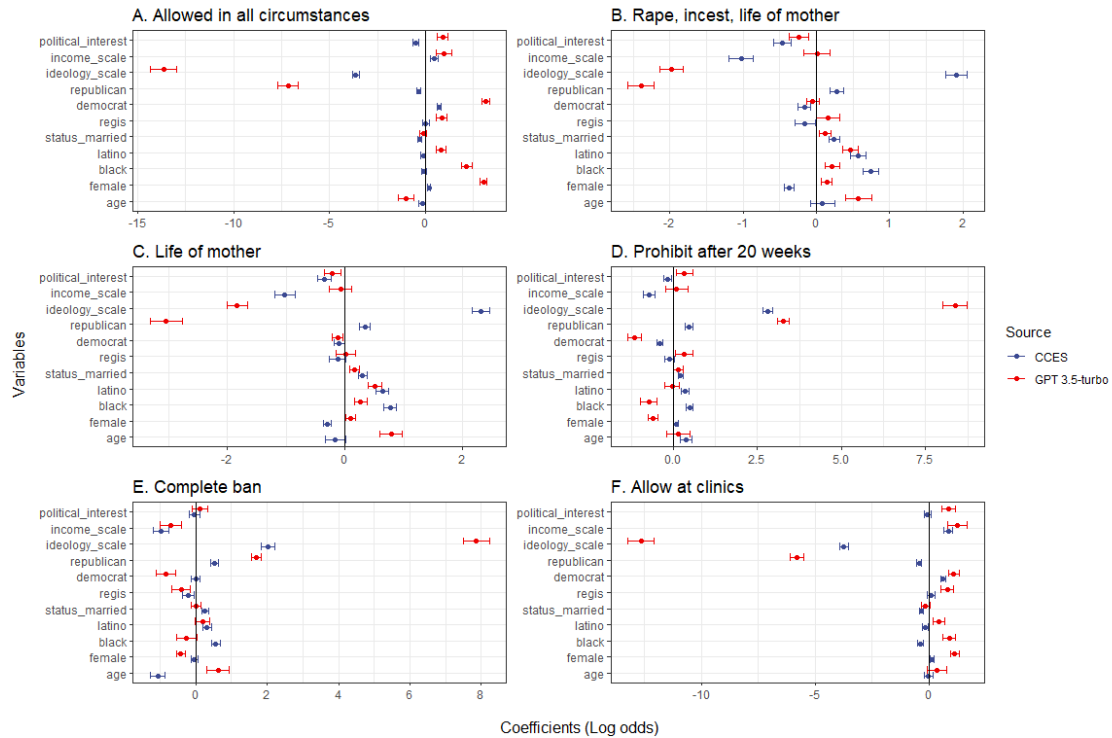 A. Allowed in all circumstances
political_interest
income_scale
ideology_scale
republican
democrat
regis
status_married
latino
black
female
age
-15
-10
-5
0
B. Rape, incest, life of mother
political_interest
income_scale
ideology_scale
republican
democrat
regis
status_married
latino
black
female
age
-2
-1
0
1
2
C. Life of mother
political_interest
income_scale
ideology_scale
republican
democrat
regis
status_married
latino
black
female
age
-2
0
2
D. Prohibit after 20 weeks
political_interest
income_scale
ideology_scale
republican
democrat
regis
status_married
latino
black
female
age
0.0
2.5
5.0
7.5
E. Complete ban
political_interest
income_scale
ideology_scale
republican
democrat
regis
status_married
latino
black
female
age
0
2
4
6
8
F. Allow at clinics
political_interest
income_scale
ideology_scale
republican
democrat
regis
status_married
latino
black
female
age
-10
-5
0
Variables
Coefficients (Log odds)
Source
CCES
GPT 3.5-turbo